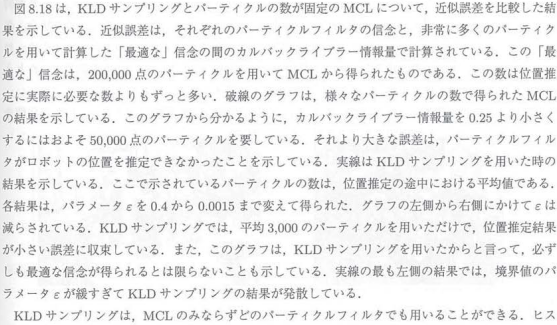 図 8.18 は，KLD サンプリングとパーティクルの数が固定の MCL について，近似誤差を比較した結
果を示している．近似誤差は，それぞれのパーティクルフィルタの信念と，非常に多くのパーティク
ルを用いて計算した「最適な」信念の間のカルバックライブラー情報量で計算されている．この「最
適な」信念は，200,000 点のパーティクルを用いて MCL から得られたものである．この数は位置推
定に実際に必要な数よりもずっと多い．破線のグラフは，様々なパーティクルの数で得られた MCL
の結果を示している．このグラフから分かるように，カルバックライブラー情報量を 0.25 より小さく
するにはおよそ 50,000 点のパーティクルを要している．それより大きな誤差は，パーティクルフィル
タがロボットの位置を推定できなかったことを示している．実線は KLD サンプリングを用いた時の
結果を示している．ここで示されているパーティクルの数は，位置推定の途中における平均値である．
各結果は，パラメータ ε を 0.4 から 0.0015 まで変えて得られた．グラフの左側から右側にかけて ε は
減らされている．KLD サンプリングでは，平均 3,000 のパーティクルを用いただけで，位置推定結果
が小さい誤差に収束している．また，このグラフは，KLD サンプリングを用いたからと言って，必ず
しも最適な信念が得られるとは限らないことも示している．実線の最も左側の結果では，境界値のパ
ラメータ ε が緩すぎて KLD サンプリングの結果が発散している．
KLD サンプリングは，MCL のみならずどのパーティクルフィルタでも用いることができる．ヒス